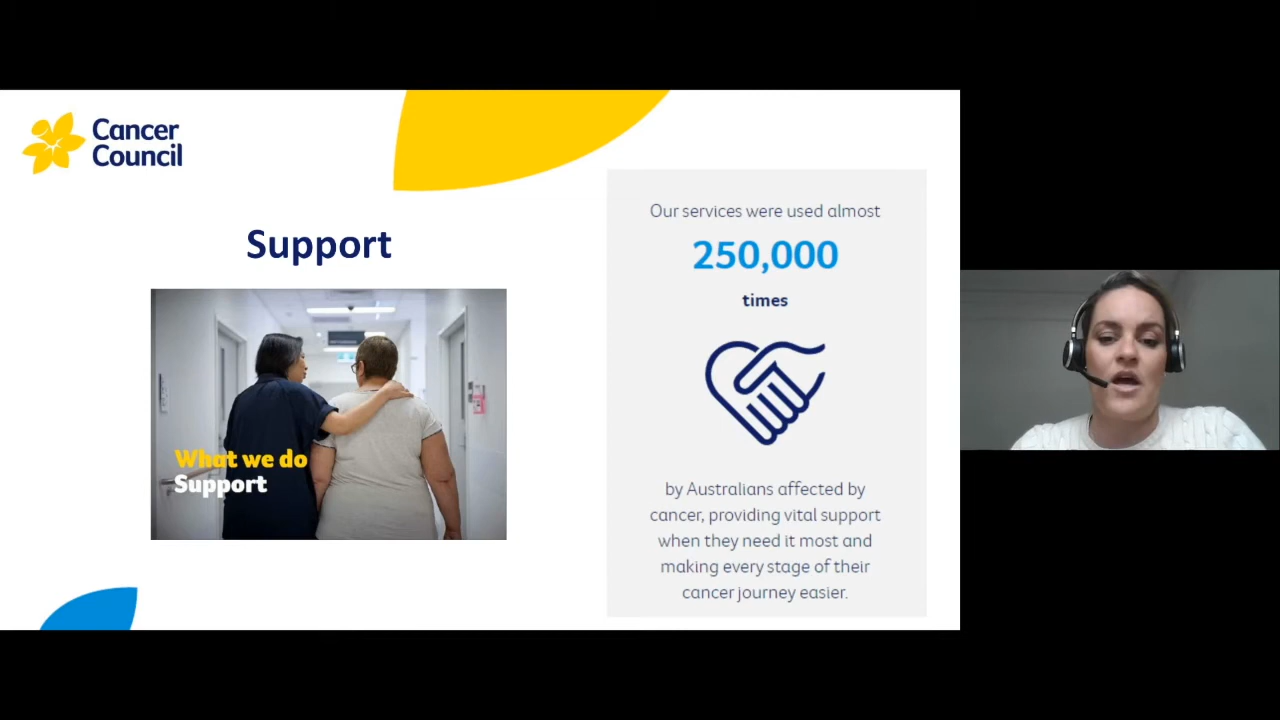 Cancer
Council
Support
What we do
Support
Our services were used almost
250,000
times
by Australians affected by
cancer, providing vital support
when they need it most and
making every stage of their
cancer journey easier.